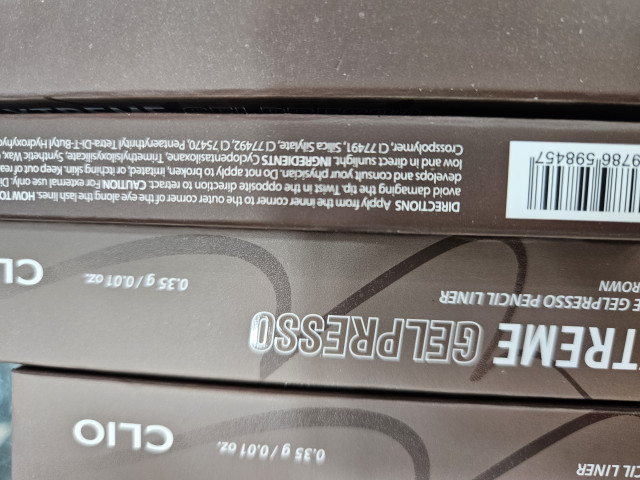 CIL LINER
0.35 g / 0.01 oz.
CLIO
TREME GELPRESSO
E GELPRESSO PENCIL LINER
ROWN
0.35 g / 0.01 oz.
CLIO
9786 598457
DIRECTIONS Apply from the inner corner to the outer corner of the eye along the lash lines. HOW TO
avoid damaging the tip, twist in the opposite direction to retract. CAUTION For external use only.
develops and consult your physician. Do not apply to broken, irritated or itching skin. Keep out of
low and in direct sunlight. INGREDIENTS Cyclopentasiloxane, Trimethylsiloxysilicate, Synthetic Wax,
Crosspolymer, CI 77491, Silica Silylate, CI 77492, CI 75470, Pentaerythrityl Tetra-Di-T-Butyl